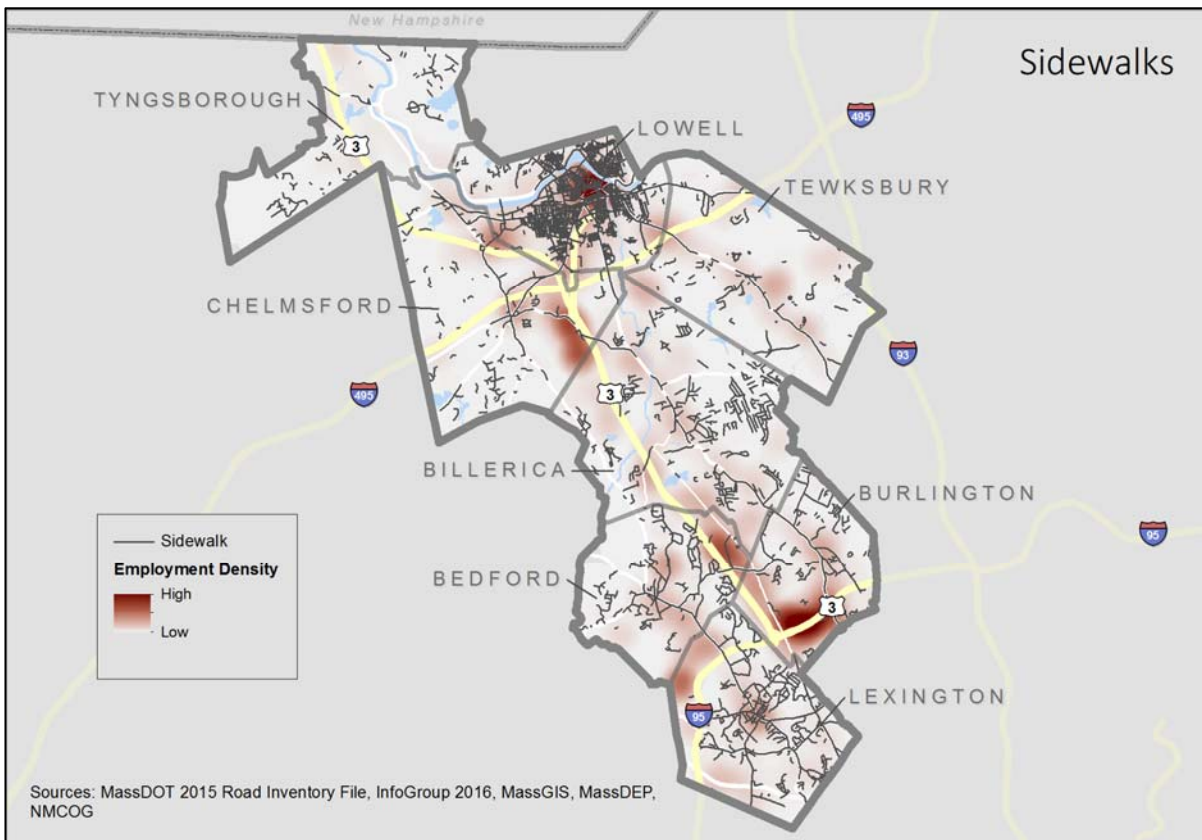 New Hampshire
Sidewalks
TYNGSBOROUGH
3
495
LOWELL
TEWKSBURY
CHELMSFORD
93
495
3
BILLERICA
BURLINGTON
95
Sidewalk
Employment Density
High
Low
BEDFORD
3
LEXINGTON
95
Sources: MassDOT 2015 Road Inventory File, InfoGroup 2016, MassGIS, MassDEP,
NMCOG